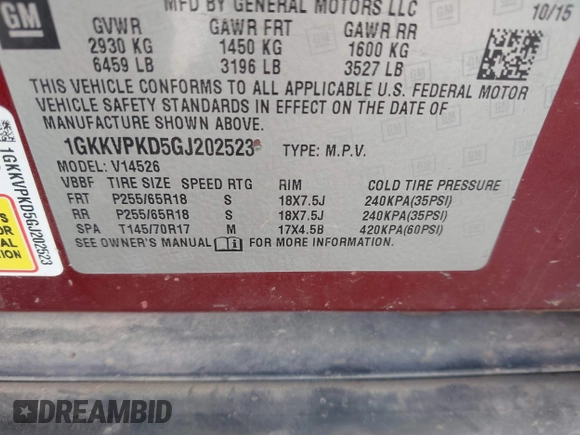 GM
MFD BY GENERAL MOTORS LLC
10/15
GVWR GAWR FRT GAWR RR
2930 KG 1450 KG 1600 KG
6459 LB 3196 LB 3527 LB
THIS VEHICLE CONFORMS TO ALL APPLICABLE U.S. FEDERAL MOTOR
VEHICLE SAFETY STANDARDS IN EFFECT ON THE DATE OF
MANUFACTURE SHOWN ABOVE.
1GKKVPKD5GJ202523 TYPE: M.P.V.
MODEL: V14526
VBBF TIRE SIZE SPEED RTG RIM COLD TIRE PRESSURE
FRT P255/65R18 S 18X7.5J 240KPA(35PSI)
RR P255/65R18 S 18X7.5J 240KPA(35PSI)
SPA T145/70R17 M 17X4.5B 420KPA(60PSI)
SEE OWNER'S MANUAL FOR MORE INFORMATION
1GKKVPKD5GJ202523
DREAMBID